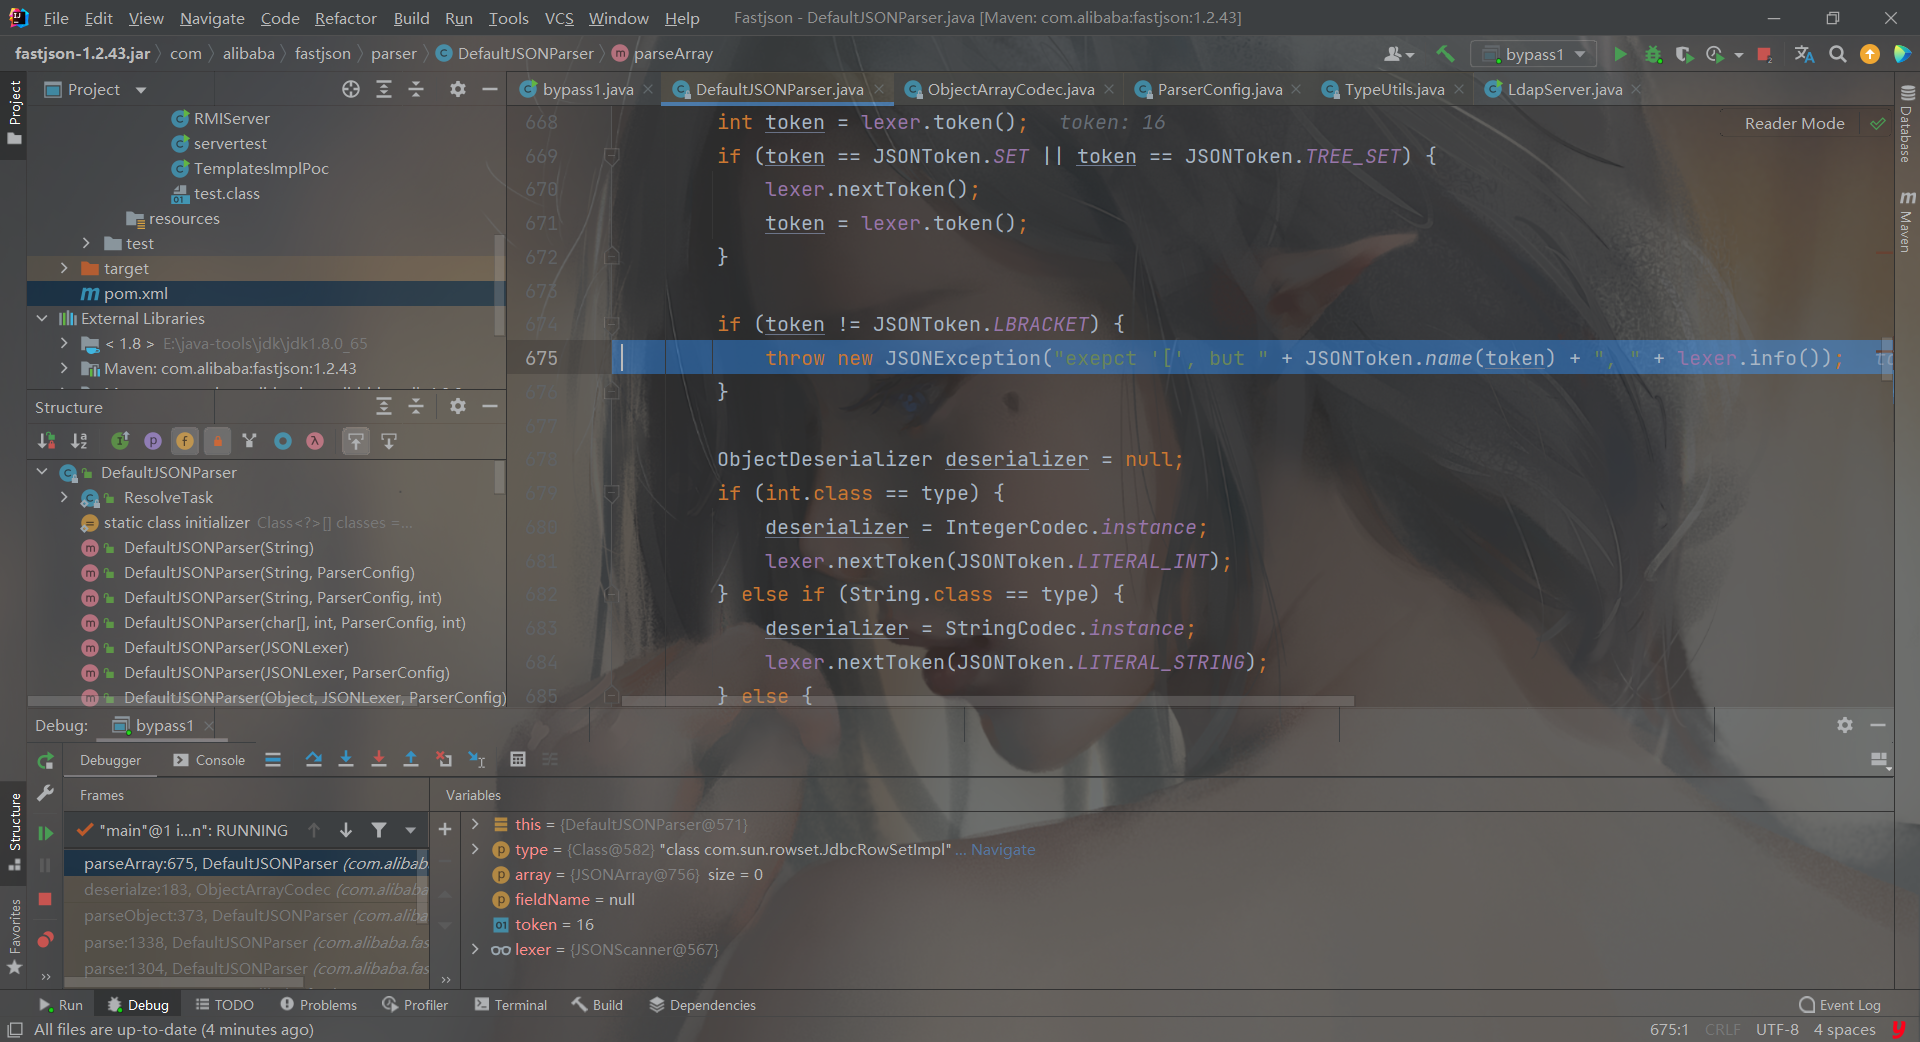 File Edit View Navigate Code Refactor Build Run Tools VCS Window Help Fastjson - DefaultJSONParser.java [Maven: com.alibaba:fastjson:1.2.43]
fastjson-1.2.43.jar com alibaba fastjson parser DefaultJSONParser parseArray bypass1
Project
Project
bypass1.java DefaultJSONParser.java ObjectArrayCodec.java ParserConfig.java TypeUtils.java LdapServer.java
Database
Maven
Reader Mode
RMIServer
servertest
TemplatesImplPoc
test.class
resources
test
target
pom.xml
External Libraries
< 1.8 > E:\java-tools\jdk\jdk1.8.0_65
Maven: com.alibaba:fastjson:1.2.43
668 int token = lexer.token(); token: 16
669 if (token == JSONToken.SET || token == JSONToken.TREE_SET) {
670 lexer.nextToken();
671 token = lexer.token();
672 }
673
674 if (token != JSONToken.LBRACKET) {
675 throw new JSONException("exepct '[', but " + JSONToken.name(token) + ", " + lexer.info());
676 }
677
ObjectDeserializer deserializer = null;
679 if (int.class == type) {
680 deserializer = IntegerCodec.instance;
681 lexer.nextToken(JSONToken.LITERAL_INT);
682 } else if (String.class == type) {
683 deserializer = StringCodec.instance;
684 lexer.nextToken(JSONToken.LITERAL_STRING);
685 } else {
Structure
DefaultJSONParser
ResolveTask
static class initializer Class<?>[] classes =...
DefaultJSONParser(String)
DefaultJSONParser(String, ParserConfig)
DefaultJSONParser(String, ParserConfig, int)
DefaultJSONParser(char[], int, ParserConfig, int)
DefaultJSONParser(JSONLexer)
DefaultJSONParser(JSONLexer, ParserConfig)
DefaultJSONParser(Object, JSONLexer, ParserConfig)
Debug: bypass1
Debugger Console
Structure
Favorites
Frames
"main"@1 i...n": RUNNING
parseArray:675, DefaultJSONParser (com.alibab
deserialze:183, ObjectArrayCodec (com.alibaba
parseObject:373, DefaultJSONParser (com.aliba
parse:1338, DefaultJSONParser (com.alibaba.fas
parse:1304, DefaultJSONParser (com.alibaba.fas
Variables
this = {DefaultJSONParser@571}
type = {Class@582} "class com.sun.rowset.JdbcRowSetImpl" ... Navigate
array = {JSONArray@756} size = 0
fieldName = null
token = 16
lexer = {JSONScanner@567}
Run Debug TODO Problems Profiler Terminal Build Dependencies Event Log
All files are up-to-date (4 minutes ago) 675:1 CRLF UTF-8 4 spaces